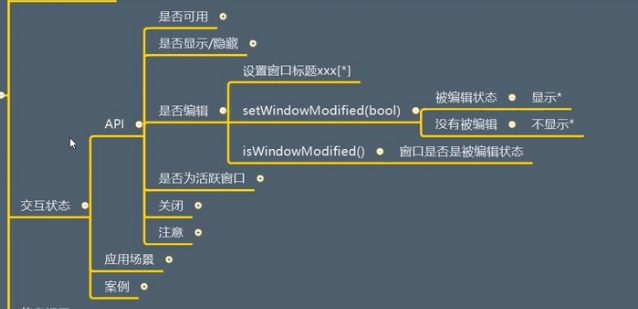 是否可用
是否显示/隐藏
设置窗口标题xxx[*]
是否编辑
setWindowModified(bool)
被编辑状态
显示*
没有被编辑
不显示*
API
isWindowModified()
窗口是否是被编辑状态
是否为活跃窗口
交互状态
关闭
注意
应用场景
案例